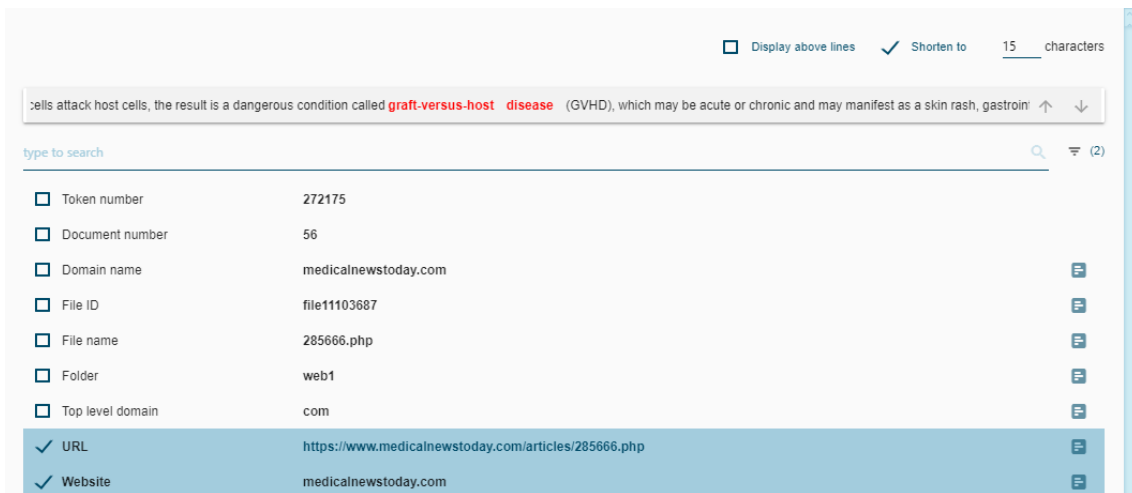 Display above lines Shorten to 15 characters
cells attack host cells, the result is a dangerous condition called graft-versus-host disease (GVHD), which may be acute or chronic and may manifest as a skin rash, gastroin
type to search (2)
Token number 272175
Document number 56
Domain name medicalnewstoday.com
File ID file11103687
File name 285666.php
Folder web1
Top level domain com
URL https://www.medicalnewstoday.com/articles/285666.php
Website medicalnewstoday.com